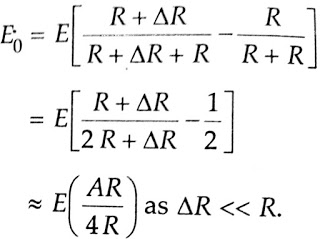 E₀ = E[(R + ΔR)/(R + ΔR + R) − R/(R + R)]
= E[(R + ΔR)/(2R + ΔR) − 1/2]
≈ E(AR/4R) as ΔR << R.